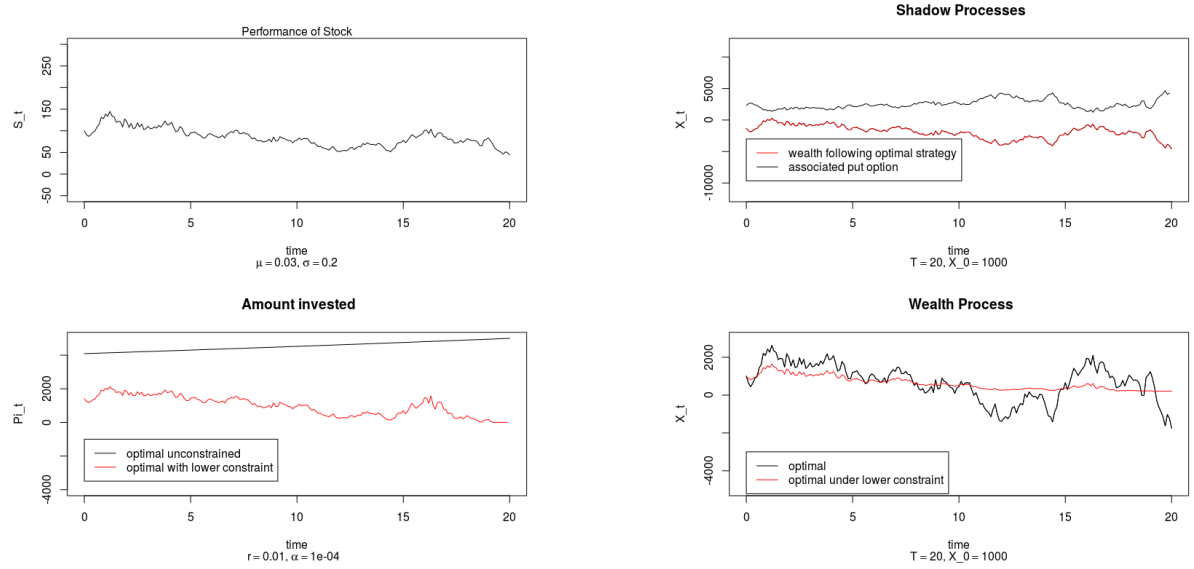 Performance of Stock
S_t
-50 0 50 150 250
0 5 10 15 20
time
μ = 0.03, σ = 0.2
Shadow Processes
X_t
-10000 0 5000
wealth following optimal strategy
associated put option
0 5 10 15 20
time
T = 20, X_0 = 1000
Amount invested
Pi_t
-4000 0 2000
optimal unconstrained
optimal with lower constraint
0 5 10 15 20
time
r = 0.01, α = 1e-04
Wealth Process
X_t
-4000 0 2000
optimal
optimal under lower constraint
0 5 10 15 20
time
T = 20, X_0 = 1000